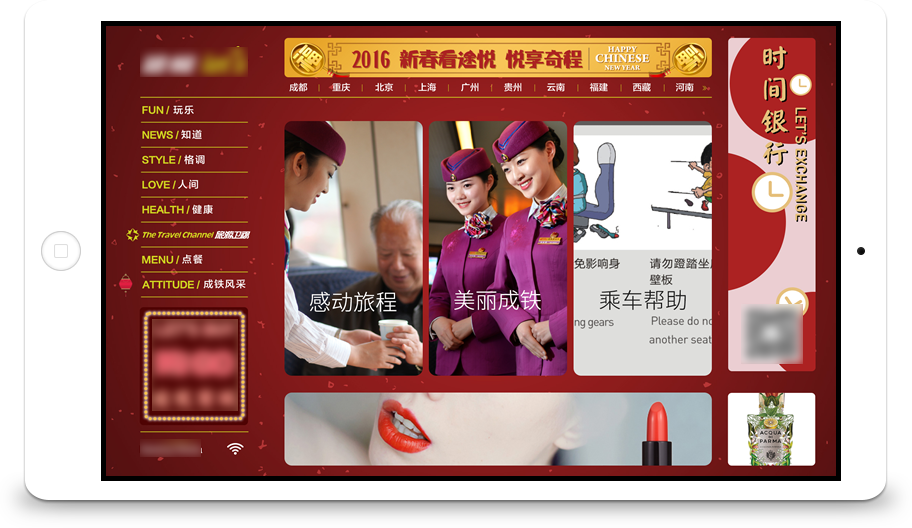 2016 新春看途悦 悦享奇程
HAPPY
CHINESE
NEW YEAR
成都 重庆 北京 上海 广州 贵州 云南 福建 西藏 河南
FUN / 玩乐
NEWS / 知道
STYLE / 格调
LOVE / 人间
HEALTH / 健康
The Travel Channel 旅游卫视
MENU / 点餐
ATTITUDE / 成铁风采
感动旅程
美丽成铁
免影响身
请勿蹬踏坐
壁板
乘车帮助
ng gears
Please do no
another seat
时间银行
LET'S EXCHANGE
ACQUA
PARMA